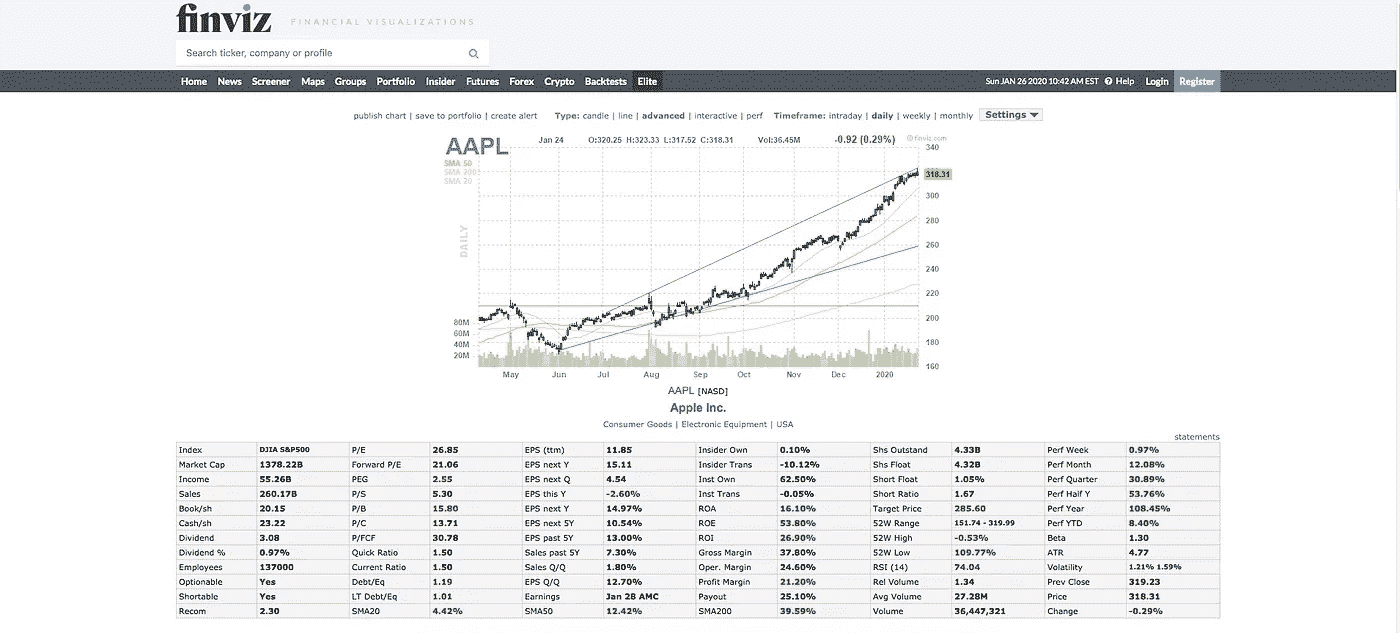 finviz FINANCIAL VISUALIZATIONS
Search ticker, company or profile
Home News Screener Maps Groups Portfolio Insider Futures Forex Crypto Backtests Elite Sun JAN 26 2020 10:42 AM EST Help Login Register
publish chart | save to portfolio | create alert Type: candle | line | advanced | interactive | perf Timeframe: intraday | daily | weekly | monthly Settings
AAPL Jan 24 O:320.25 H:323.33 L:317.52 C:318.31 Vol:36.45M -0.92 (0.29%) © finviz.com
SMA 50
SMA 200
SMA 20
DAILY
340
318.31
300
280
260
240
220
200
180
160
80M
60M
40M
20M
May Jun Jul Aug Sep Oct Nov Dec 2020
AAPL [NASD]
Apple Inc.
Consumer Goods | Electronic Equipment | USA
statements
Index DJIA S&P500 P/E 26.85 EPS (ttm) 11.85 Insider Own 0.10% Shs Outstand 4.33B Perf Week 0.97%
Market Cap 1378.22B Forward P/E 21.06 EPS next Y 15.11 Insider Trans -10.12% Shs Float 4.32B Perf Month 12.08%
Income 55.26B PEG 2.55 EPS next Q 4.54 Inst Own 62.50% Short Float 1.05% Perf Quarter 30.89%
Sales 260.17B P/S 5.30 EPS this Y -2.60% Inst Trans -0.05% Short Ratio 1.67 Perf Half Y 53.76%
Book/sh 20.15 P/B 15.80 EPS next Y 14.97% ROA 16.10% Target Price 285.60 Perf Year 108.45%
Cash/sh 23.22 P/C 13.71 EPS next 5Y 10.54% ROE 53.80% 52W Range 151.74 - 319.99 Perf YTD 8.40%
Dividend 3.08 P/FCF 30.78 EPS past 5Y 13.00% ROI 26.90% 52W High -0.53% Beta 1.30
Dividend % 0.97% Quick Ratio 1.50 Sales past 5Y 7.30% Gross Margin 37.80% 52W Low 109.77% ATR 4.77
Employees 137000 Current Ratio 1.50 Sales Q/Q 1.80% Oper. Margin 24.60% RSI (14) 74.04 Volatility 1.21% 1.59%
Optionable Yes Debt/Eq 1.19 EPS Q/Q 12.70% Profit Margin 21.20% Rel Volume 1.34 Prev Close 319.23
Shortable Yes LT Debt/Eq 1.01 Earnings Jan 28 AMC Payout 25.10% Avg Volume 27.28M Price 318.31
Recom 2.30 SMA20 4.42% SMA50 12.42% SMA200 39.59% Volume 36,447,321 Change -0.29%